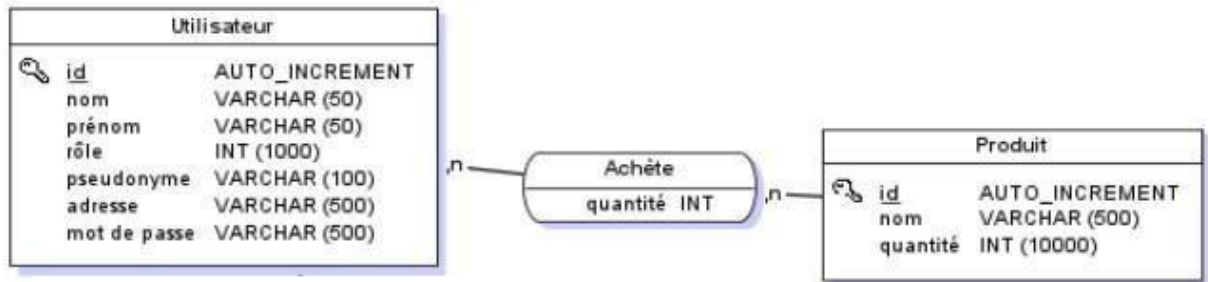 Utilisateur
id AUTO_INCREMENT
nom VARCHAR (50)
prénom VARCHAR (50)
rôle INT (1000)
pseudonyme VARCHAR (100)
adresse VARCHAR (500)
mot de passe VARCHAR (500)
,n
Achète
quantité INT
,n
Produit
id AUTO_INCREMENT
nom VARCHAR (500)
quantité INT (10000)